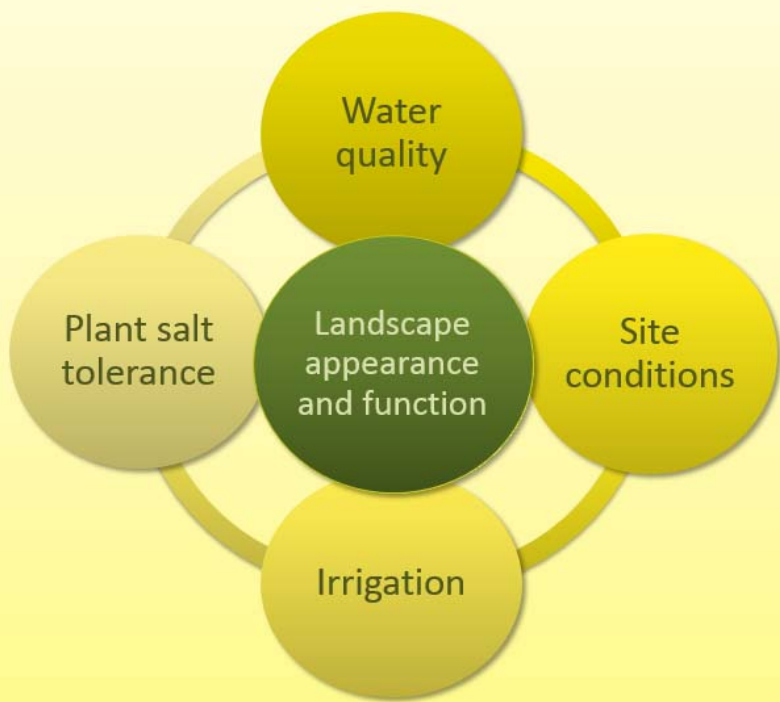 Water
quality
Plant salt
tolerance
Landscape
appearance
and function
Site
conditions
Irrigation